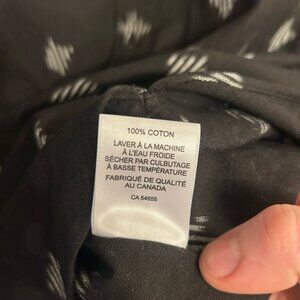 100% COTON
LAVER À LA MACHINE
À L'EAU FROIDE
SÉCHER PAR CULBUTAGE
À BASSE TEMPÉRATURE
FABRIQUÉ DE QUALITÉ
AU CANADA
CA 54655